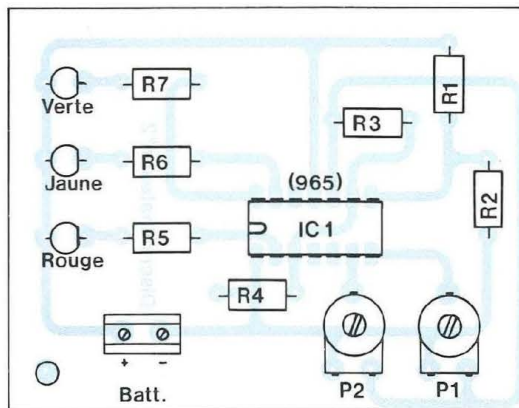 Verte
R7
R1
R3
Jaune
R6
(965)
IC1
R2
Rouge
R5
R4
+ -
Batt.
P2
P1